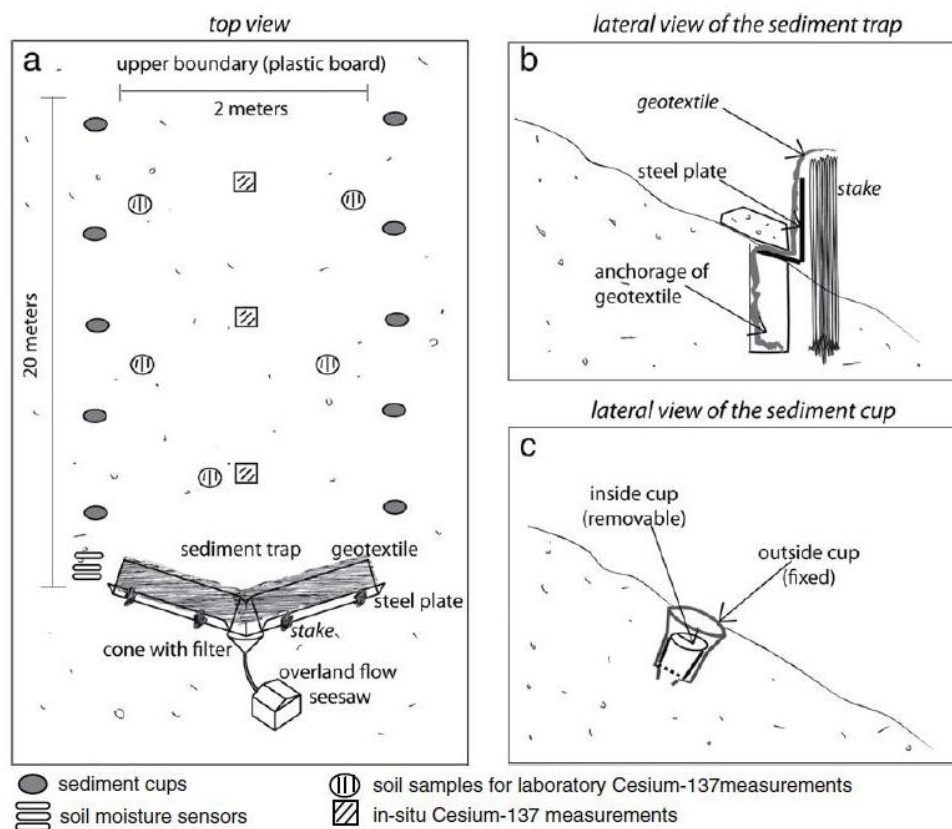 top view
a
upper boundary (plastic board)
2 meters
20 meters
sediment trap
geotextile
steel plate
stake
cone with filter
overland flow
seesaw
lateral view of the sediment trap
b
geotextile
steel plate
stake
anchorage of
geotextile
lateral view of the sediment cup
c
inside cup
(removable)
outside cup
(fixed)
sediment cups
soil moisture sensors
soil samples for laboratory Cesium-137measurements
in-situ Cesium-137 measurements